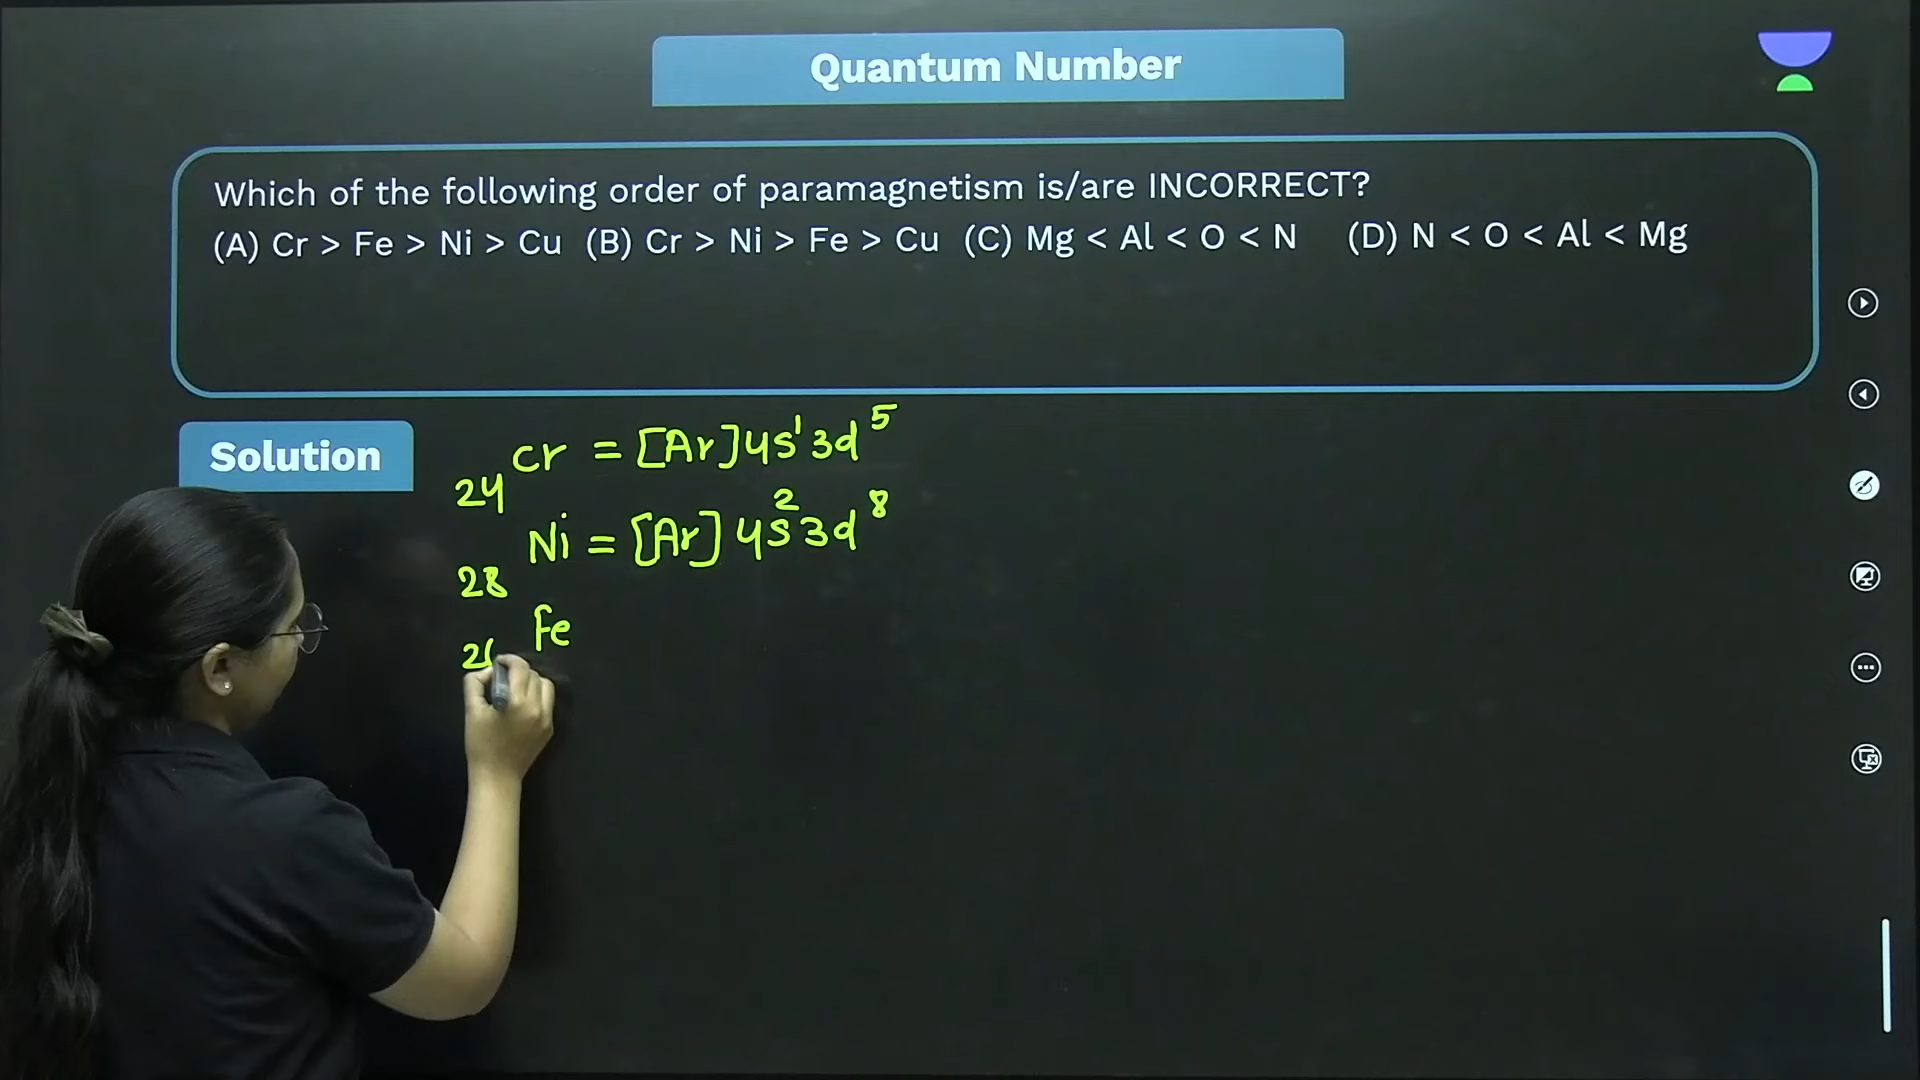 Quantum Number
Which of the following order of paramagnetism is/are INCORRECT?
(A) Cr > Fe > Ni > Cu (B) Cr > Ni > Fe > Cu (C) Mg < Al < O < N (D) N < O < Al < Mg
Solution
24 Cr = [Ar] 4s¹ 3d⁵
28 Ni = [Ar] 4s² 3d⁸
Fe